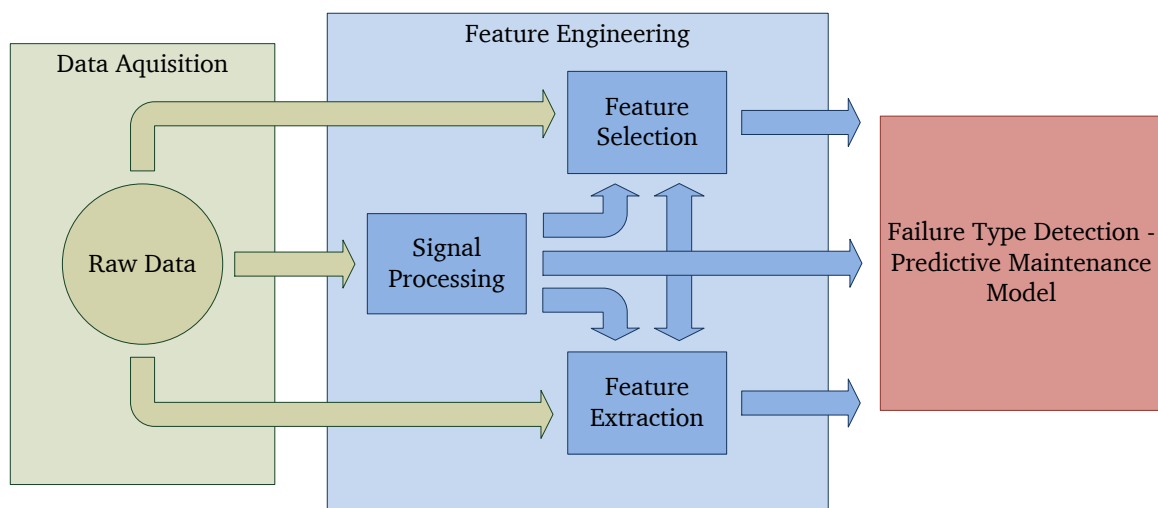 Data Aquisition
Raw Data
Feature Engineering
Feature
Selection
Signal
Processing
Feature
Extraction
Failure Type Detection -
Predictive Maintenance
Model